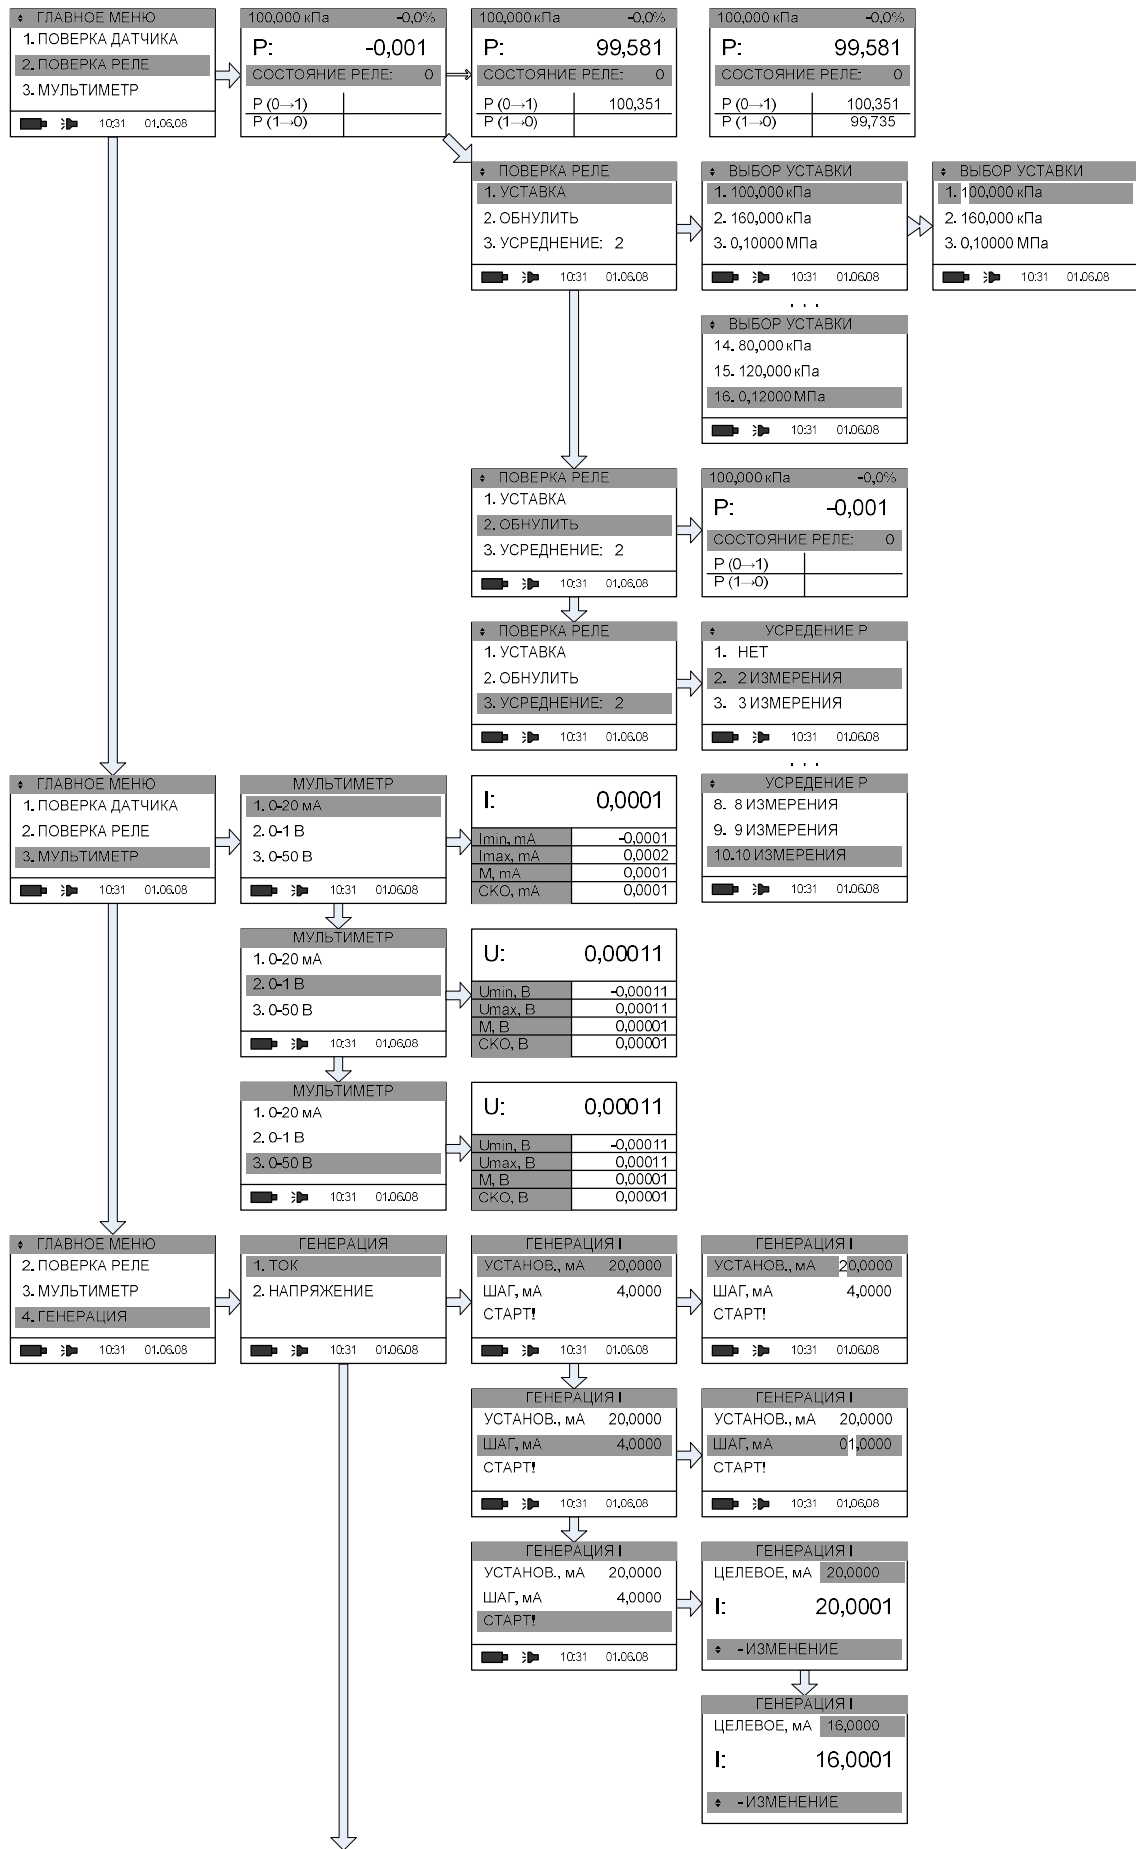 ГЛАВНОЕ МЕНЮ
1. ПОВЕРКА ДАТЧИКА
2. ПОВЕРКА РЕЛЕ
3. МУЛЬТИМЕТР
10:31 01.06.08
100,000 кПа -0,0%
P: -0,001
СОСТОЯНИЕ РЕЛЕ: 0
P (0→1)
P (1→0)
100,000 кПа -0,0%
P: 99,581
СОСТОЯНИЕ РЕЛЕ: 0
P (0→1) 100,351
P (1→0)
100,000 кПа -0,0%
P: 99,581
СОСТОЯНИЕ РЕЛЕ: 0
P (0→1) 100,351
P (1→0) 99,735
ПОВЕРКА РЕЛЕ
1. УСТАВКА
2. ОБНУЛИТЬ
3. УСРЕДНЕНИЕ: 2
10:31 01.06.08
ВЫБОР УСТАВКИ
1. 100,000 кПа
2. 160,000 кПа
3. 0,10000 МПа
10:31 01.06.08
ВЫБОР УСТАВКИ
1. 100,000 кПа
2. 160,000 кПа
3. 0,10000 МПа
10:31 01.06.08
. . .
ВЫБОР УСТАВКИ
14. 80,000 кПа
15. 120,000 кПа
16. 0,12000 МПа
10:31 01.06.08
ПОВЕРКА РЕЛЕ
1. УСТАВКА
2. ОБНУЛИТЬ
3. УСРЕДНЕНИЕ: 2
10:31 01.06.08
100,000 кПа -0,0%
P: -0,001
СОСТОЯНИЕ РЕЛЕ: 0
P (0→1)
P (1→0)
ПОВЕРКА РЕЛЕ
1. УСТАВКА
2. ОБНУЛИТЬ
3. УСРЕДНЕНИЕ: 2
10:31 01.06.08
УСРЕДЕНИЕ P
1. НЕТ
2. 2 ИЗМЕРЕНИЯ
3. 3 ИЗМЕРЕНИЯ
10:31 01.06.08
. . .
УСРЕДЕНИЕ P
8. 8 ИЗМЕРЕНИЯ
9. 9 ИЗМЕРЕНИЯ
10. 10 ИЗМЕРЕНИЯ
10:31 01.06.08
ГЛАВНОЕ МЕНЮ
1. ПОВЕРКА ДАТЧИКА
2. ПОВЕРКА РЕЛЕ
3. МУЛЬТИМЕТР
10:31 01.06.08
МУЛЬТИМЕТР
1. 0-20 мА
2. 0-1 В
3. 0-50 В
10:31 01.06.08
I: 0,0001
Imin, mA -0,0001
Imax, mA 0,0002
M, mA 0,0001
СКО, mA 0,0001
МУЛЬТИМЕТР
1. 0-20 мА
2. 0-1 В
3. 0-50 В
10:31 01.06.08
U: 0,00011
Umin, В -0,00011
Umax, В 0,00011
M, В 0,00001
СКО, В 0,00001
МУЛЬТИМЕТР
1. 0-20 мА
2. 0-1 В
3. 0-50 В
10:31 01.06.08
U: 0,00011
Umin, В -0,00011
Umax, В 0,00011
M, В 0,00001
СКО, В 0,00001
ГЛАВНОЕ МЕНЮ
2. ПОВЕРКА РЕЛЕ
3. МУЛЬТИМЕТР
4. ГЕНЕРАЦИЯ
10:31 01.06.08
ГЕНЕРАЦИЯ
1. ТОК
2. НАПРЯЖЕНИЕ
10:31 01.06.08
ГЕНЕРАЦИЯ I
УСТАНОВ., мА 20,0000
ШАГ, мА 4,0000
СТАРТ!
10:31 01.06.08
ГЕНЕРАЦИЯ I
УСТАНОВ., мА 20,0000
ШАГ, мА 4,0000
СТАРТ!
10:31 01.06.08
ГЕНЕРАЦИЯ I
УСТАНОВ., мА 20,0000
ШАГ, мА 4,0000
СТАРТ!
10:31 01.06.08
ГЕНЕРАЦИЯ I
УСТАНОВ., мА 20,0000
ШАГ, мА 01,0000
СТАРТ!
10:31 01.06.08
ГЕНЕРАЦИЯ I
УСТАНОВ., мА 20,0000
ШАГ, мА 4,0000
СТАРТ!
10:31 01.06.08
ГЕНЕРАЦИЯ I
ЦЕЛЕВОЕ, мА 20,0000
I: 20,0001
- ИЗМЕНЕНИЕ
ГЕНЕРАЦИЯ I
ЦЕЛЕВОЕ, мА 16,0000
I: 16,0001
- ИЗМЕНЕНИЕ